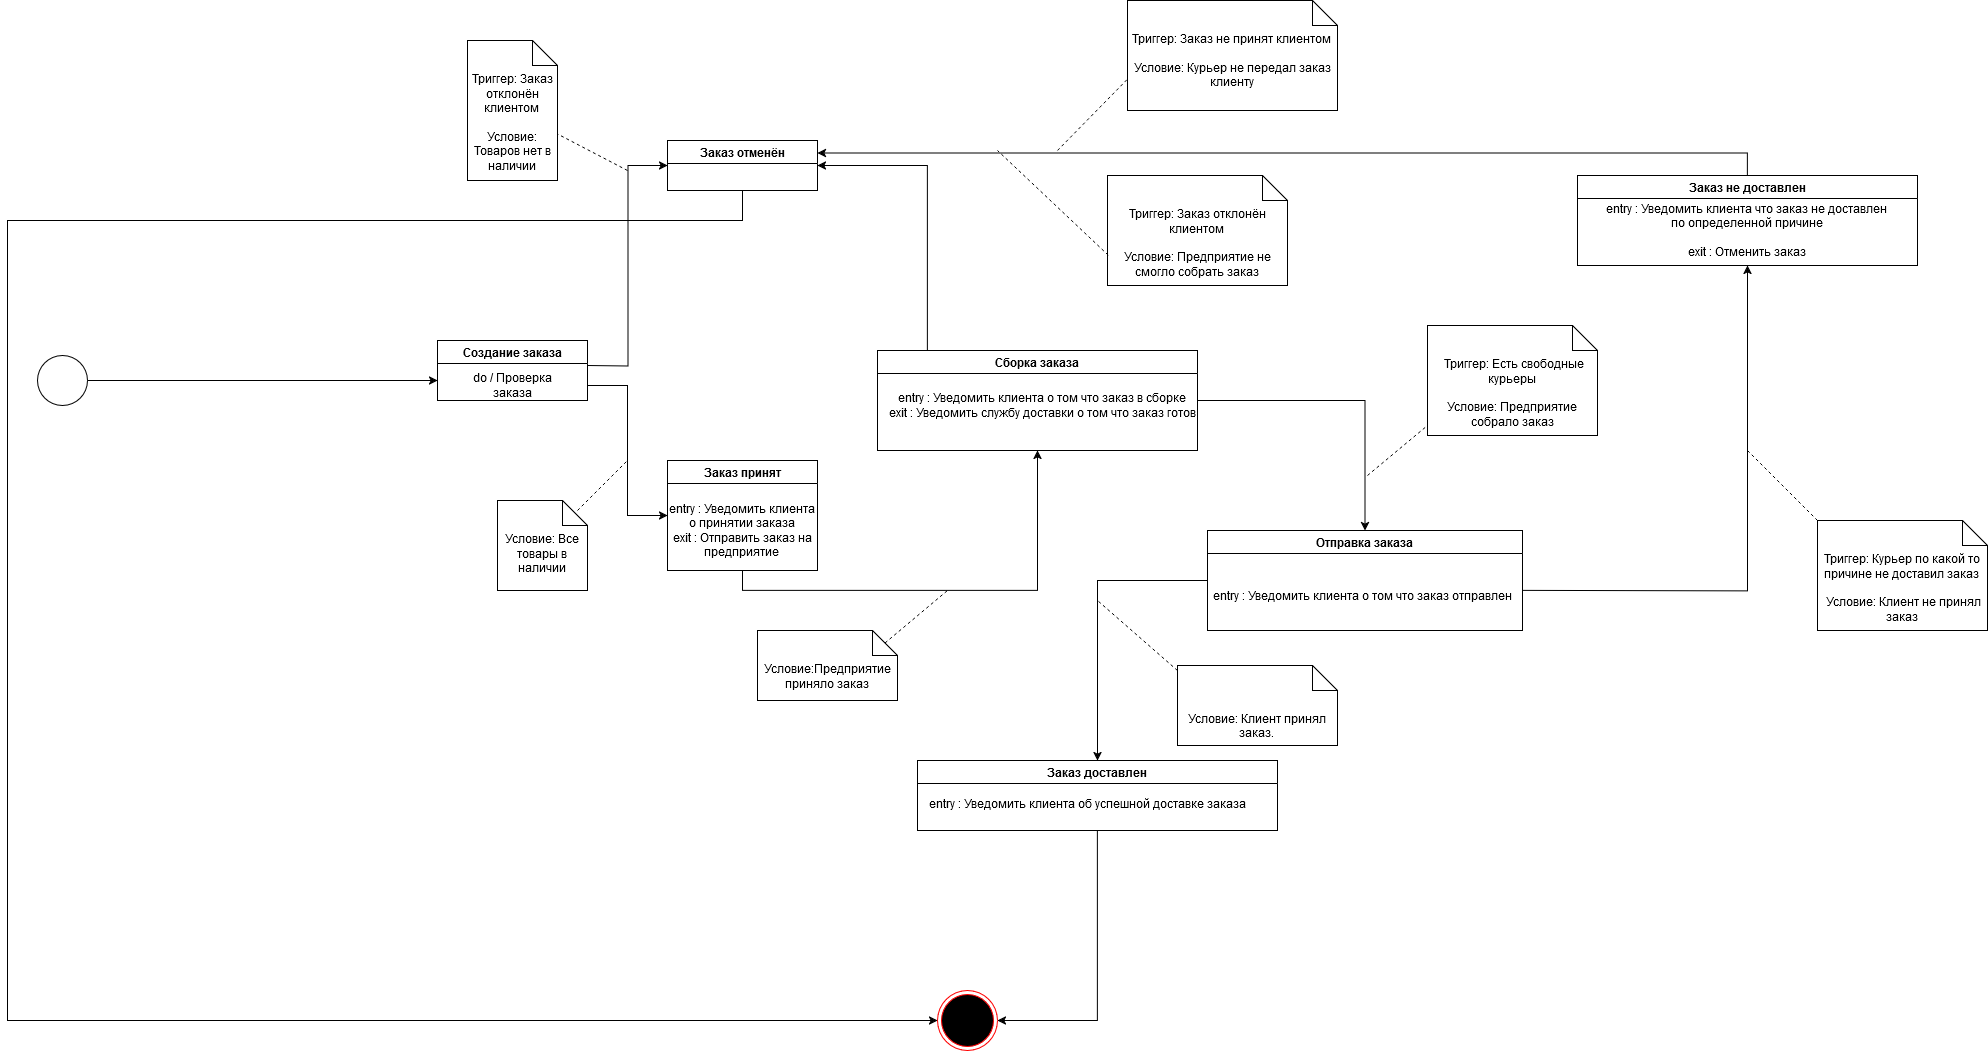 Триггер: Заказ не принят клиентом
Условие: Курьер не передал заказ
клиенту
Триггер: Заказ
отклонён
клиентом
Условие:
Товаров нет в
наличии
Заказ отменён
Триггер: Заказ отклонён
клиентом
Условие: Предприятие не
смогло собрать заказ
Заказ не доставлен
entry : Уведомить клиента что заказ не доставлен
по определенной причине
exit : Отменить заказ
Создание заказа
do / Проверка
заказа
Сборка заказа
entry : Уведомить клиента о том что заказ в сборке
exit : Уведомить службу доставки о том что заказ готов
Триггер: Есть свободные
курьеры
Условие: Предприятие
собрало заказ
Заказ принят
entry : Уведомить клиента
о принятии заказа
exit : Отправить заказ на
предприятие
Условие: Все
товары в
наличии
Отправка заказа
entry : Уведомить клиента о том что заказ отправлен
Триггер: Курьер по какой то
причине не доставил заказ
Условие: Клиент не принял
заказ
Условие:Предприятие
приняло заказ
Условие: Клиент принял
заказ.
Заказ доставлен
entry : Уведомить клиента об успешной доставке заказа